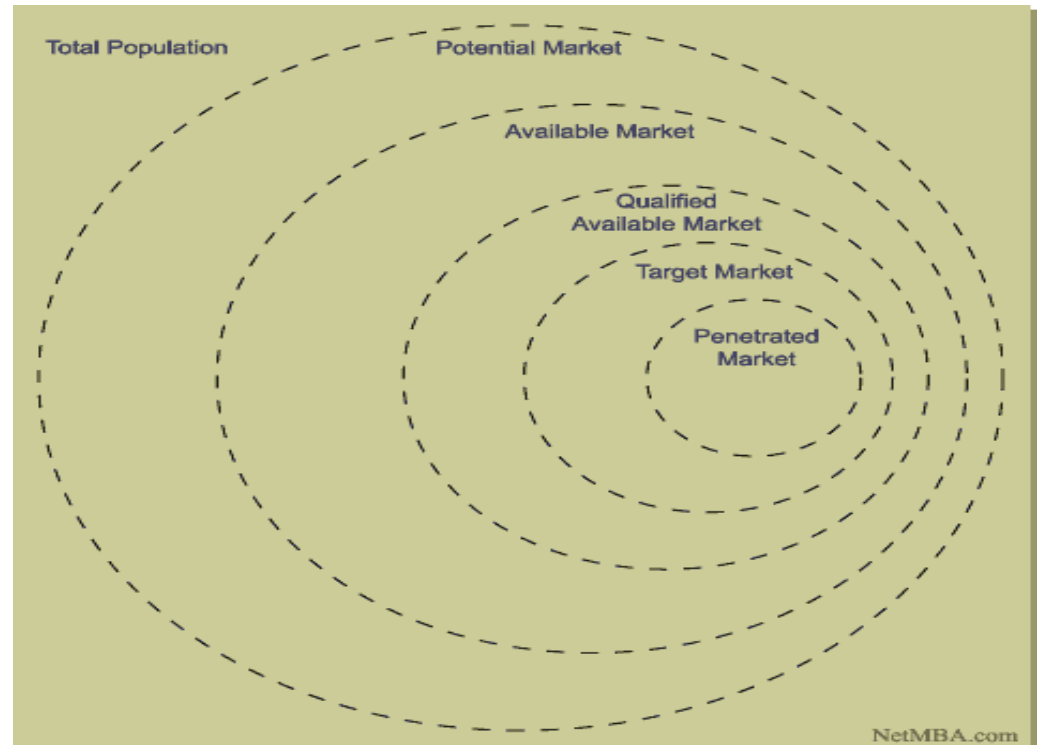 Total Population
Potential Market
Available Market
Qualified
Available Market
Target Market
Penetrated
Market
NetMBA.com